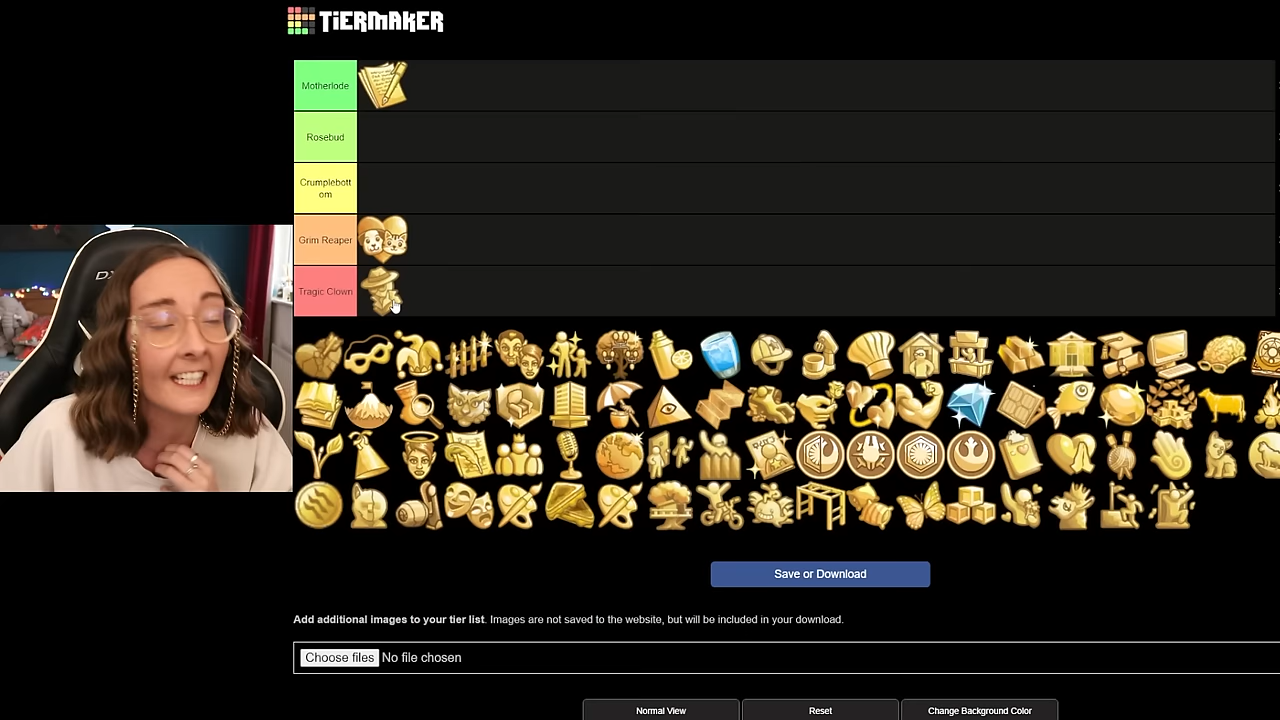 TIERMAKER
Motherlode
Rosebud
Crumplebott
om
Grim Reaper
Tragic Clown
Save or Download
Add additional images to your tier list. Images are not saved to the website, but will be included in your download.
Choose files No file chosen
Normal View
Reset
Change Background Color